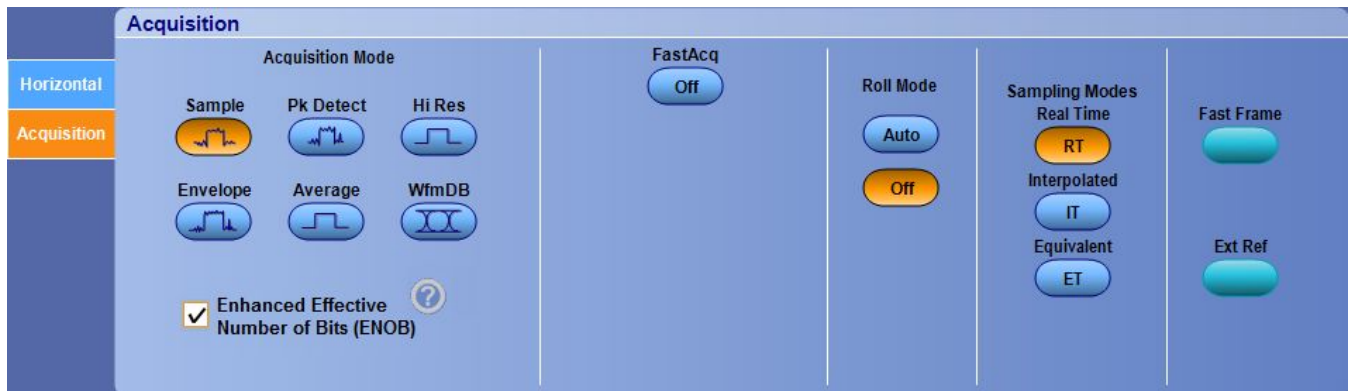 Acquisition
Horizontal
Acquisition
Acquisition Mode
Sample Pk Detect Hi Res
Envelope Average WfmDB
Enhanced Effective
Number of Bits (ENOB)
?
FastAcq
Off
Roll Mode
Auto
Off
Sampling Modes
Real Time
RT
Interpolated
IT
Equivalent
ET
Fast Frame
Ext Ref